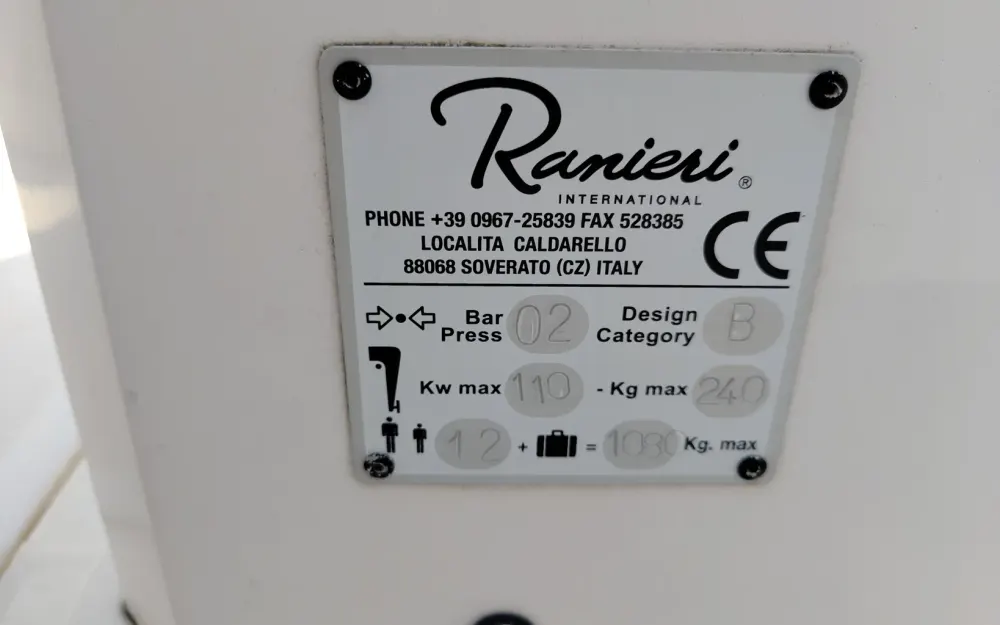 Ranieri ®
INTERNATIONAL
PHONE +39 0967-25839 FAX 528385
LOCALITA CALDARELLO
88068 SOVERATO (CZ) ITALY
CE
Bar Press 02 Design Category B
Kw max 110 - Kg max 240
12 + = 1080 Kg. max